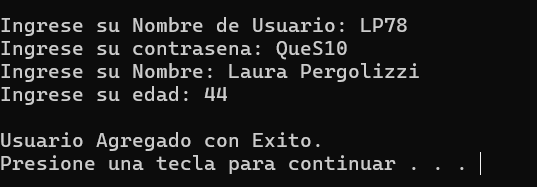 Ingrese su Nombre de Usuario: LP78
Ingrese su contrasena: QueS10
Ingrese su Nombre: Laura Pergolizzi
Ingrese su edad: 44
Usuario Agregado con Exito.
Presione una tecla para continuar . . .